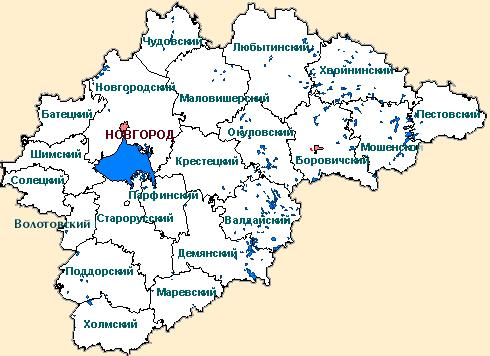 Чудовский
Любытинский
Хвойнинский
Новгородский
Маловишерский
Батецкий
Пестовский
НОВГОРОД
Окуловский
Мошенско
Шимский
Крестецкий
Боровичский
Солецкий
Парфинский
Волотовский
Старорусский
Валдайский
Демянский
Поддорский
Маревский
Холмский